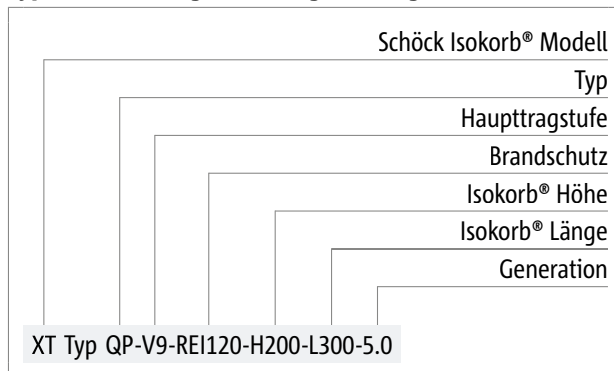 Schöck Isokorb® Modell
Typ
Haupttragstufe
Brandschutz
Isokorb® Höhe
Isokorb® Länge
Generation
XT Typ QP-V9-REI120-H200-L300-5.0